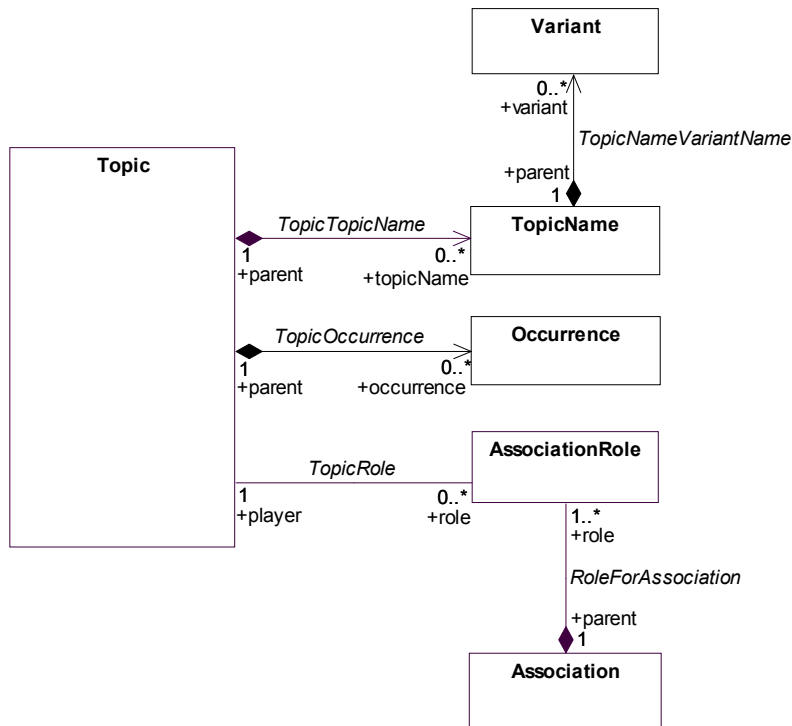 Variant
0..*
+variant
TopicNameVariantName
+parent
1
Topic
TopicTopicName
TopicName
1
0..*
+parent
+topicName
TopicOccurrence
Occurrence
1
0..*
+parent
+occurrence
AssociationRole
TopicRole
1
0..*
+player
+role
1..*
+role
RoleForAssociation
+parent
1
Association